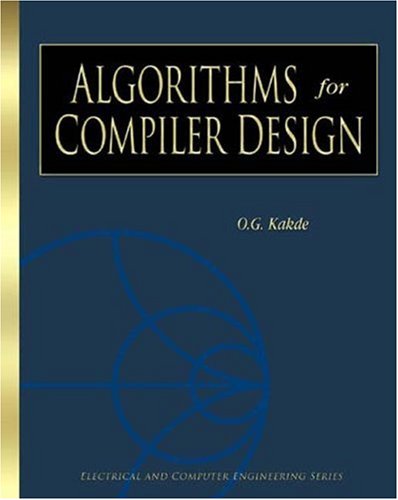 ALGORITHMS for
COMPILER DESIGN
O.G. Kakde
ELECTRICAL AND COMPUTER ENGINEERING SERIES